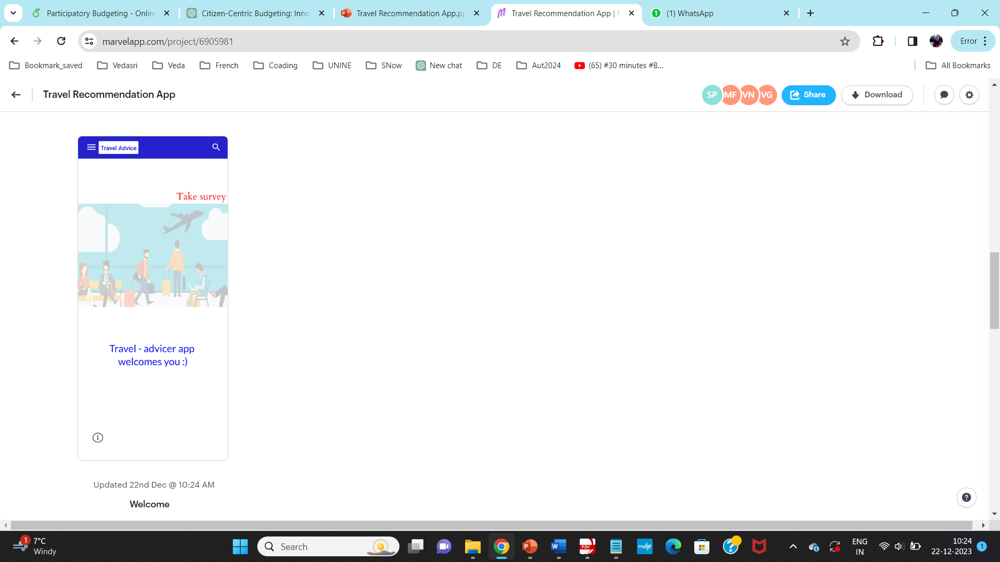 Participatory Budgeting - Onlin
Citizen-Centric Budgeting: Inno
Travel Recommendation App.pp
Travel Recommendation App |
(1) WhatsApp
marvelapp.com/project/6905981
Error
Bookmark_saved
Vedasri
Veda
French
Coading
UNINE
SNow
New chat
DE
Aut2024
(65) #30 minutes #B...
All Bookmarks
Travel Recommendation App
SP
MF
VN
VG
Share
Download
Travel Advice
Take survey
Travel - advicer app
welcomes you :)
Updated 22nd Dec @ 10:24 AM
Welcome
1
7°C
Windy
Search
PDF
myhp
ENG
IN
10:24
22-12-2023
1